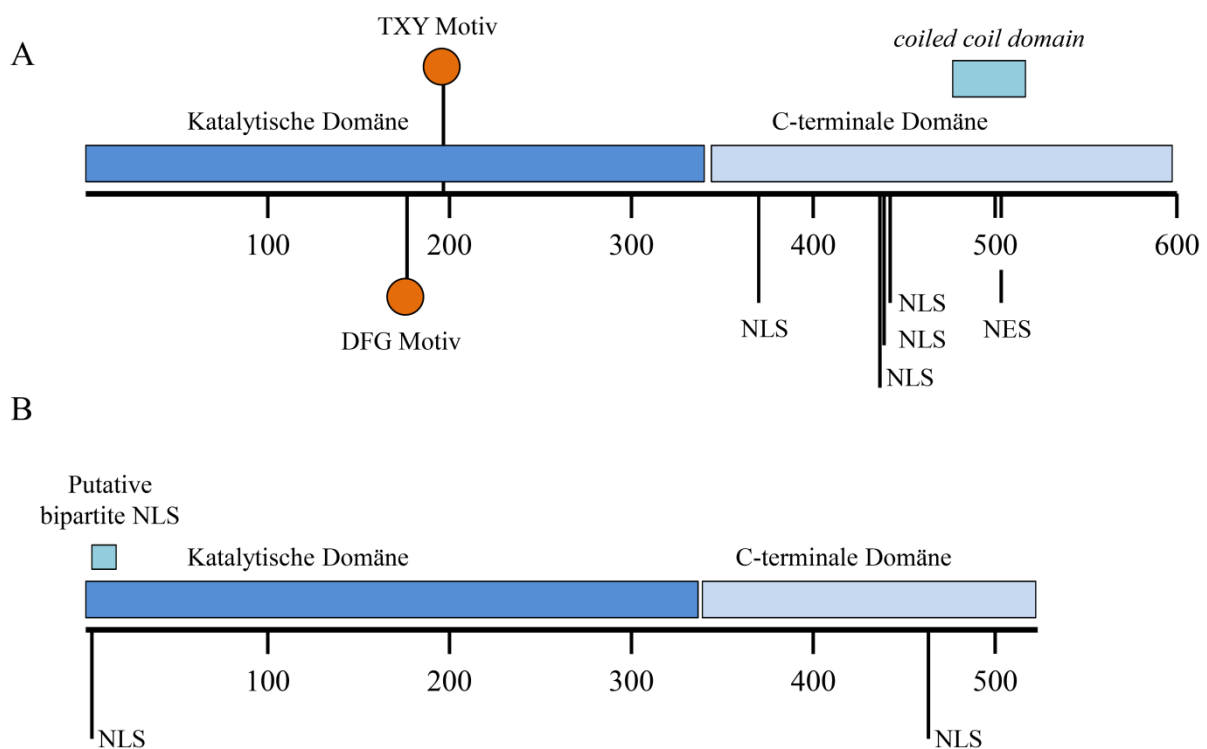 A
TXY Motiv
coiled coil domain
Katalytische Domäne
C-terminale Domäne
100
200
300
400
500
600
DFG Motiv
NLS
NLS
NLS
NLS
NES
B
Putative
bipartite NLS
Katalytische Domäne
C-terminale Domäne
100
200
300
400
500
NLS
NLS